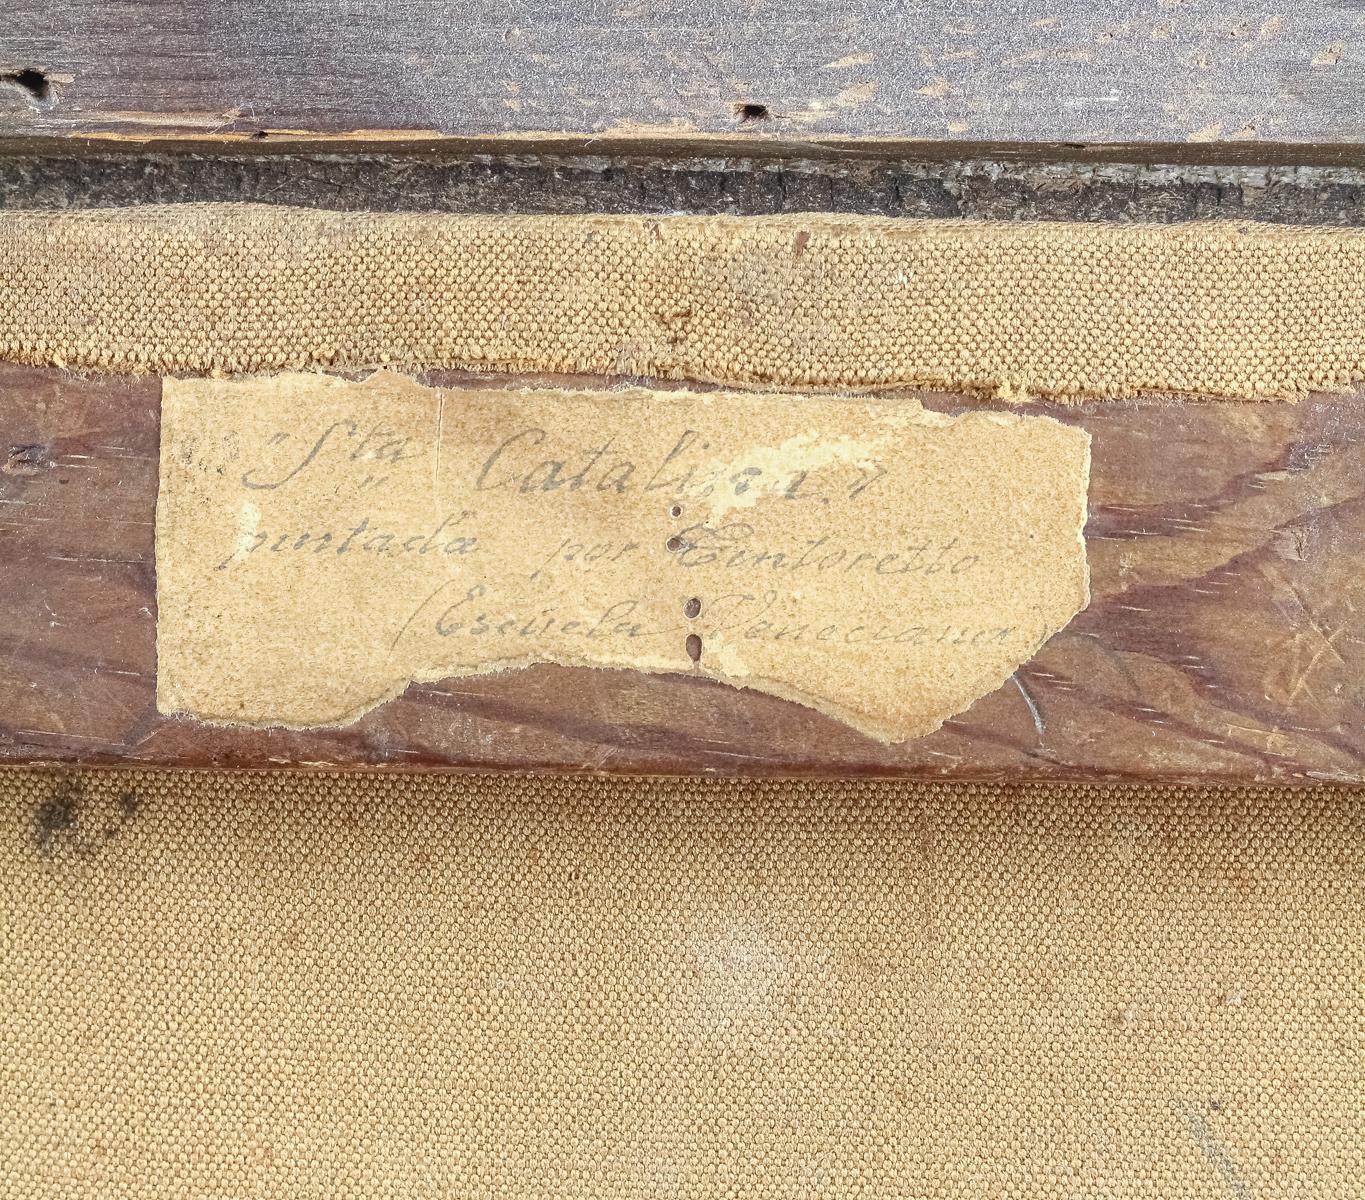 "Sta Catalina"
pintada por Tintoretto
(Escuela Veneciana)